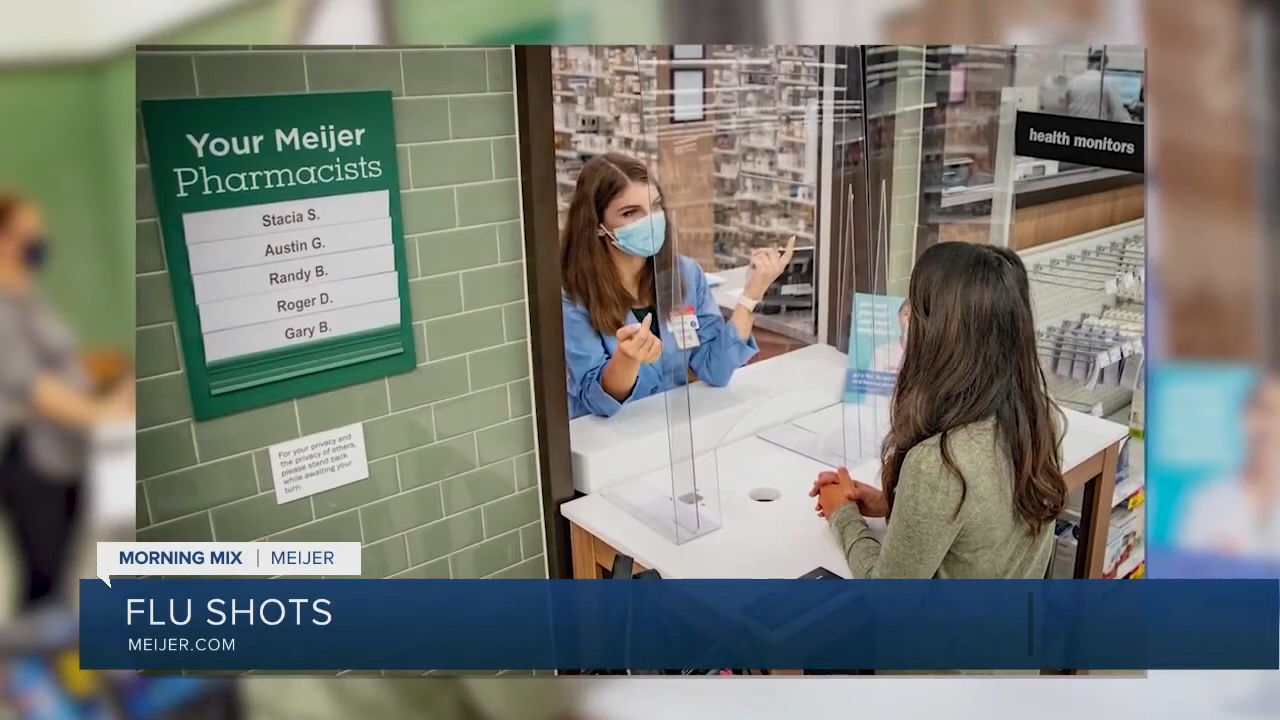 Your Meijer
Pharmacists
Stacia S.
Austin G.
Randy B.
Roger D.
Gary B.
For your privacy and
the privacy of others,
please stand back
while awaiting your
turn.
health monitors
MORNING MIX | MEIJER
FLU SHOTS
MEIJER.COM